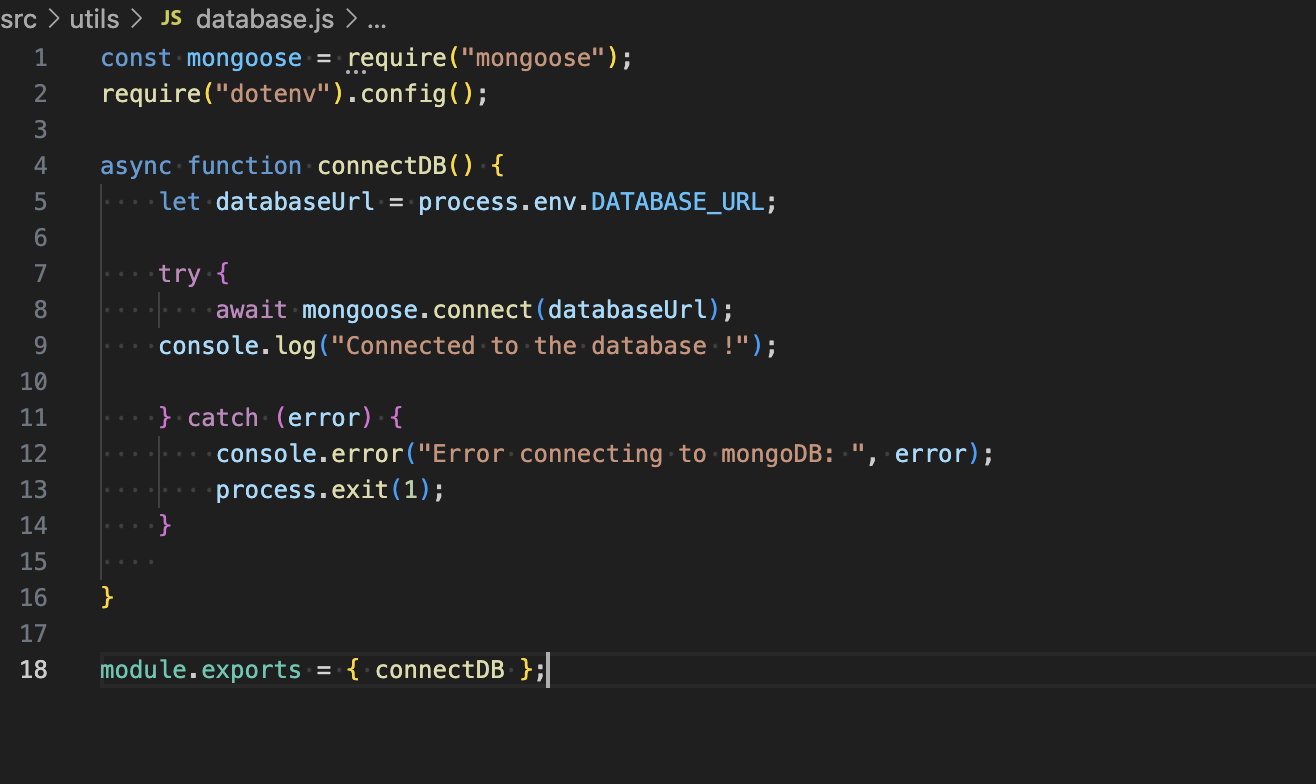 src > utils > JS database.js > ...
1 const mongoose = require("mongoose");
2 require("dotenv").config();
3
4 async function connectDB() {
5     let databaseUrl = process.env.DATABASE_URL;
6
7     try {
8         await mongoose.connect(databaseUrl);
9     console.log("Connected to the database !");
10
11     } catch (error) {
12         console.error("Error connecting to mongoDB: ", error);
13         process.exit(1);
14     }
15
16 }
17
18 module.exports = { connectDB };